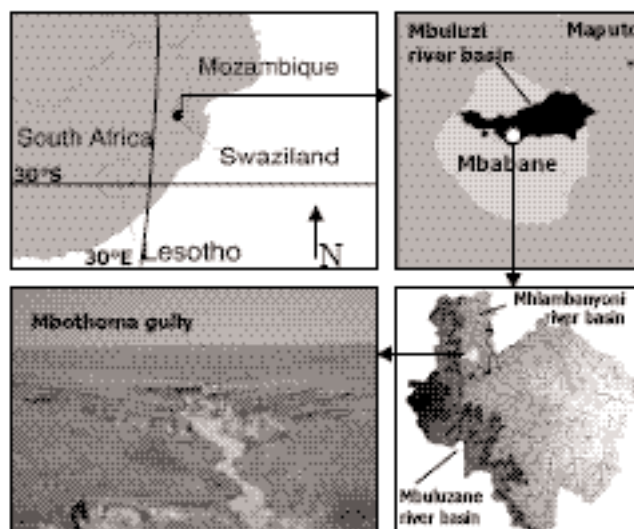 Mozambique
South Africa
Swaziland
30°S
30°E
Lesotho
N
Mbuluzi
river basin
Maputo
Mbabane
Mbothoma gully
Mhlambanyoni
river basin
Mbuluzane
river basin